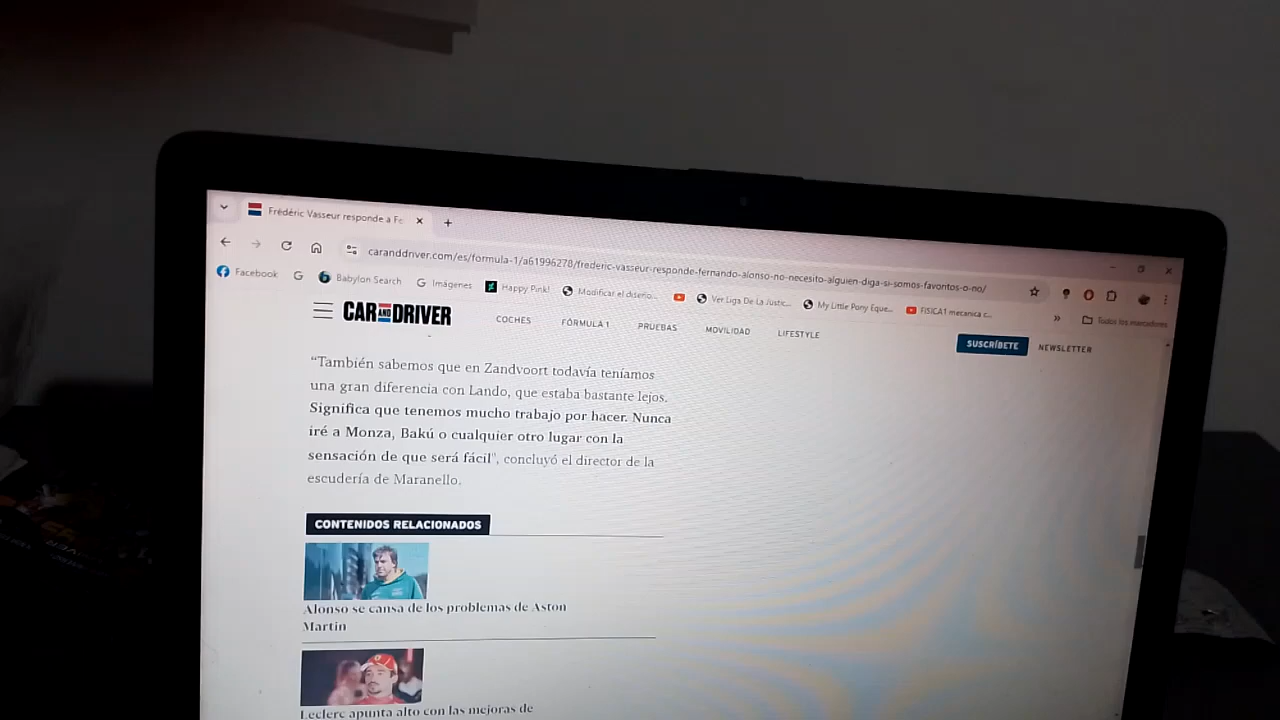 Frédéric Vasseur responde a Fe
caranddriver.com/es/formula-1/a61996278/frederic-vasseur-responde-fernando-alonso-no-necesito-alguien-diga-si-somos-favoritos-o-no/
Facebook
Babylon Search
Imágenes
Happy Pink!
Modificar el diseño...
Ver Liga De La Justic...
My Little Pony Eque...
FISICA1 mecanica c...
»
Todos los marcadores
CAR AND DRIVER
COCHES
FÓRMULA 1
PRUEBAS
MOVILIDAD
LIFESTYLE
SUSCRÍBETE
NEWSLETTER
“También sabemos que en Zandvoort todavía teníamos
una gran diferencia con Lando, que estaba bastante lejos.
Significa que tenemos mucho trabajo por hacer. Nunca
iré a Monza, Bakú o cualquier otro lugar con la
sensación de que será fácil", concluyó el director de la
escudería de Maranello.
CONTENIDOS RELACIONADOS
Alonso se cansa de los problemas de Aston
Martin
Leclerc apunta alto con las mejoras de